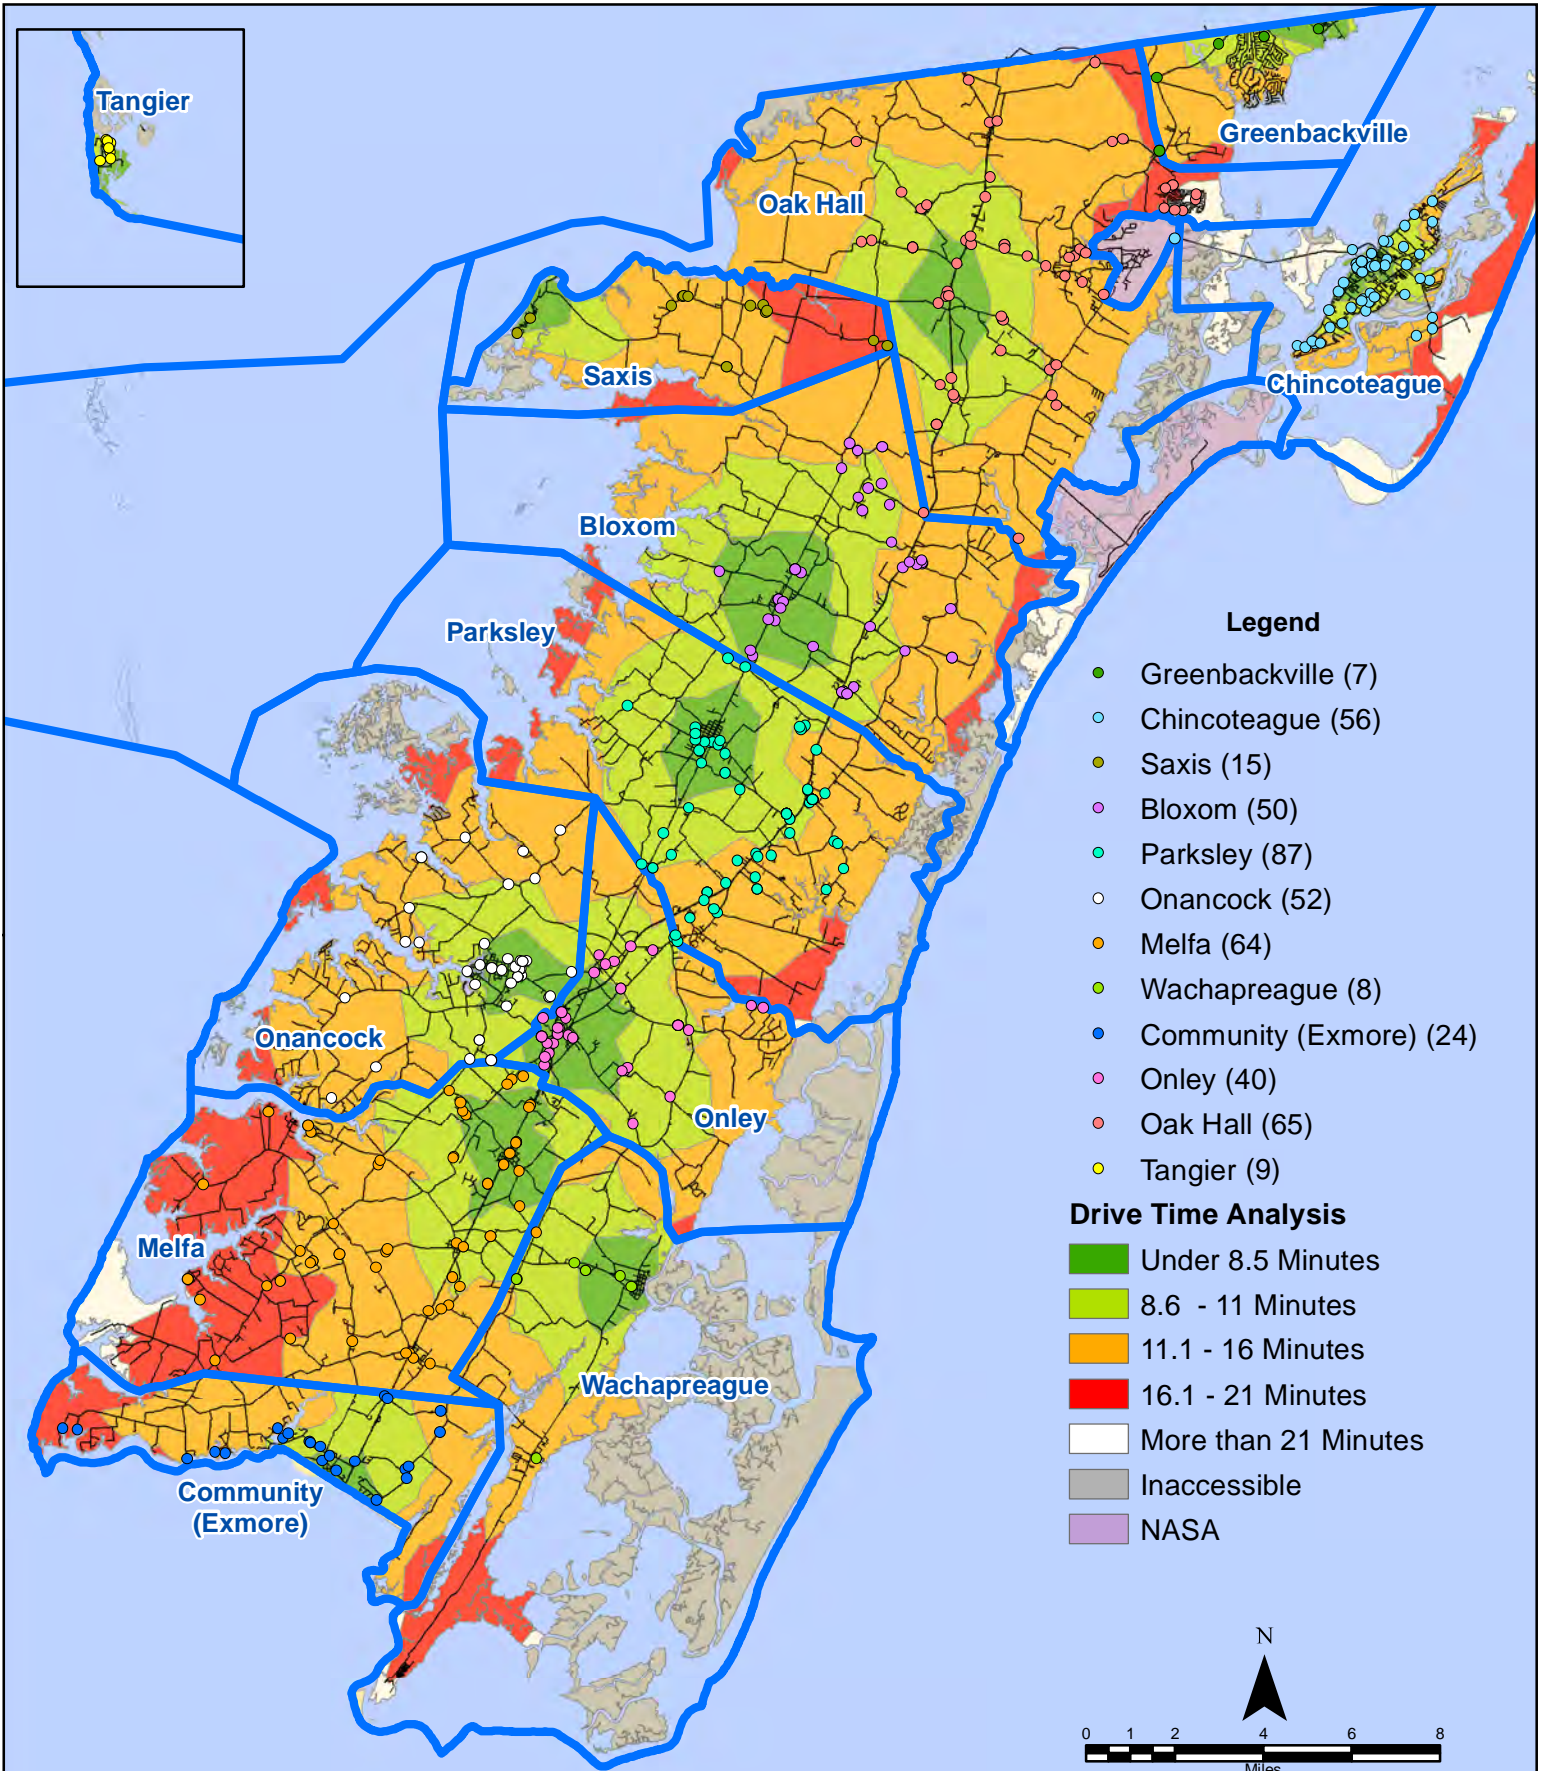 Tangier
Greenbackville
Oak Hall
Saxis
Chincoteague
Bloxom
Parksley
Onancock
Onley
Melfa
Wachapreague
Community
(Exmore)
Legend
Greenbackville (7)
Chincoteague (56)
Saxis (15)
Bloxom (50)
Parksley (87)
Onancock (52)
Melfa (64)
Wachapreague (8)
Community (Exmore) (24)
Onley (40)
Oak Hall (65)
Tangier (9)
Drive Time Analysis
Under 8.5 Minutes
8.6 - 11 Minutes
11.1 - 16 Minutes
16.1 - 21 Minutes
More than 21 Minutes
Inaccessible
NASA
N
0 1 2 4 6 8
Miles